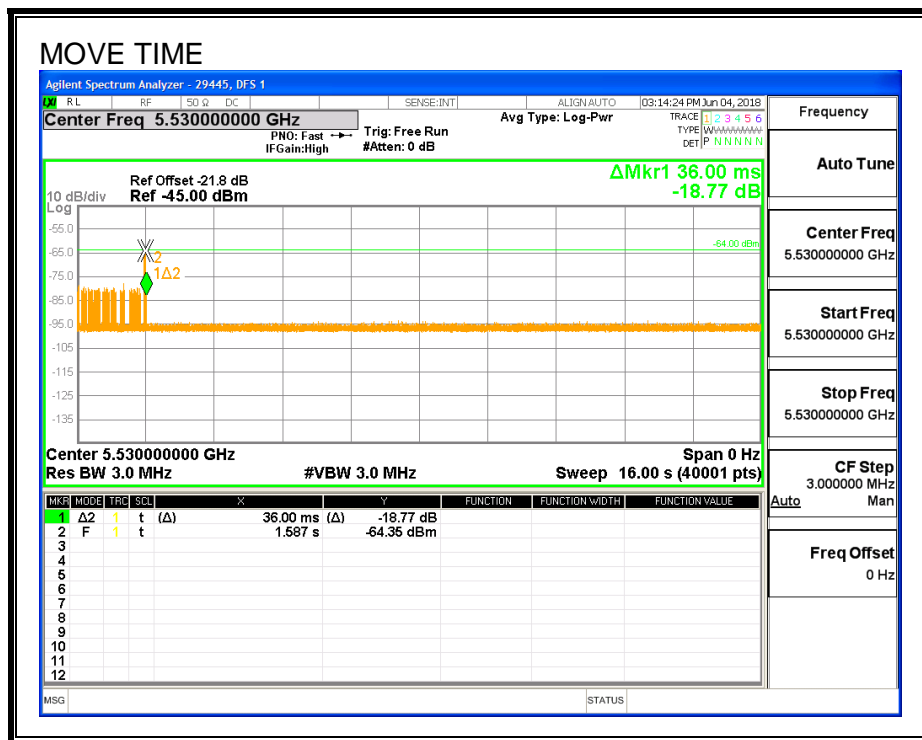 MOVE TIME
Agilent Spectrum Analyzer - 29445, DFS 1
LXI RL RF 50 Ω DC SENSE:INT ALIGN AUTO 03:14:24 PM Jun 04, 2018
Center Freq 5.530000000 GHz
PNO: Fast
IFGain:High
Trig: Free Run
#Atten: 0 dB
Avg Type: Log-Pwr
TRACE 1 2 3 4 5 6
TYPE W
DET P N N N N N
Ref Offset -21.8 dB
10 dB/div Ref -45.00 dBm
Log
ΔMkr1 36.00 ms
-18.77 dB
-55.0
-64.00 dBm
-65.0
2
1Δ2
-75.0
-85.0
-95.0
-105
-115
-125
-135
Center 5.530000000 GHz Span 0 Hz
Res BW 3.0 MHz #VBW 3.0 MHz Sweep 16.00 s (40001 pts)
MKR MODE TRC SCL X Y FUNCTION FUNCTION WIDTH FUNCTION VALUE
1 Δ2 1 t (Δ) 36.00 ms (Δ) -18.77 dB
2 F 1 t 1.587 s -64.35 dBm
3
4
5
6
7
8
9
10
11
12
MSG STATUS
Frequency
Auto Tune
Center Freq
5.530000000 GHz
Start Freq
5.530000000 GHz
Stop Freq
5.530000000 GHz
CF Step
3.000000 MHz
Auto Man
Freq Offset
0 Hz